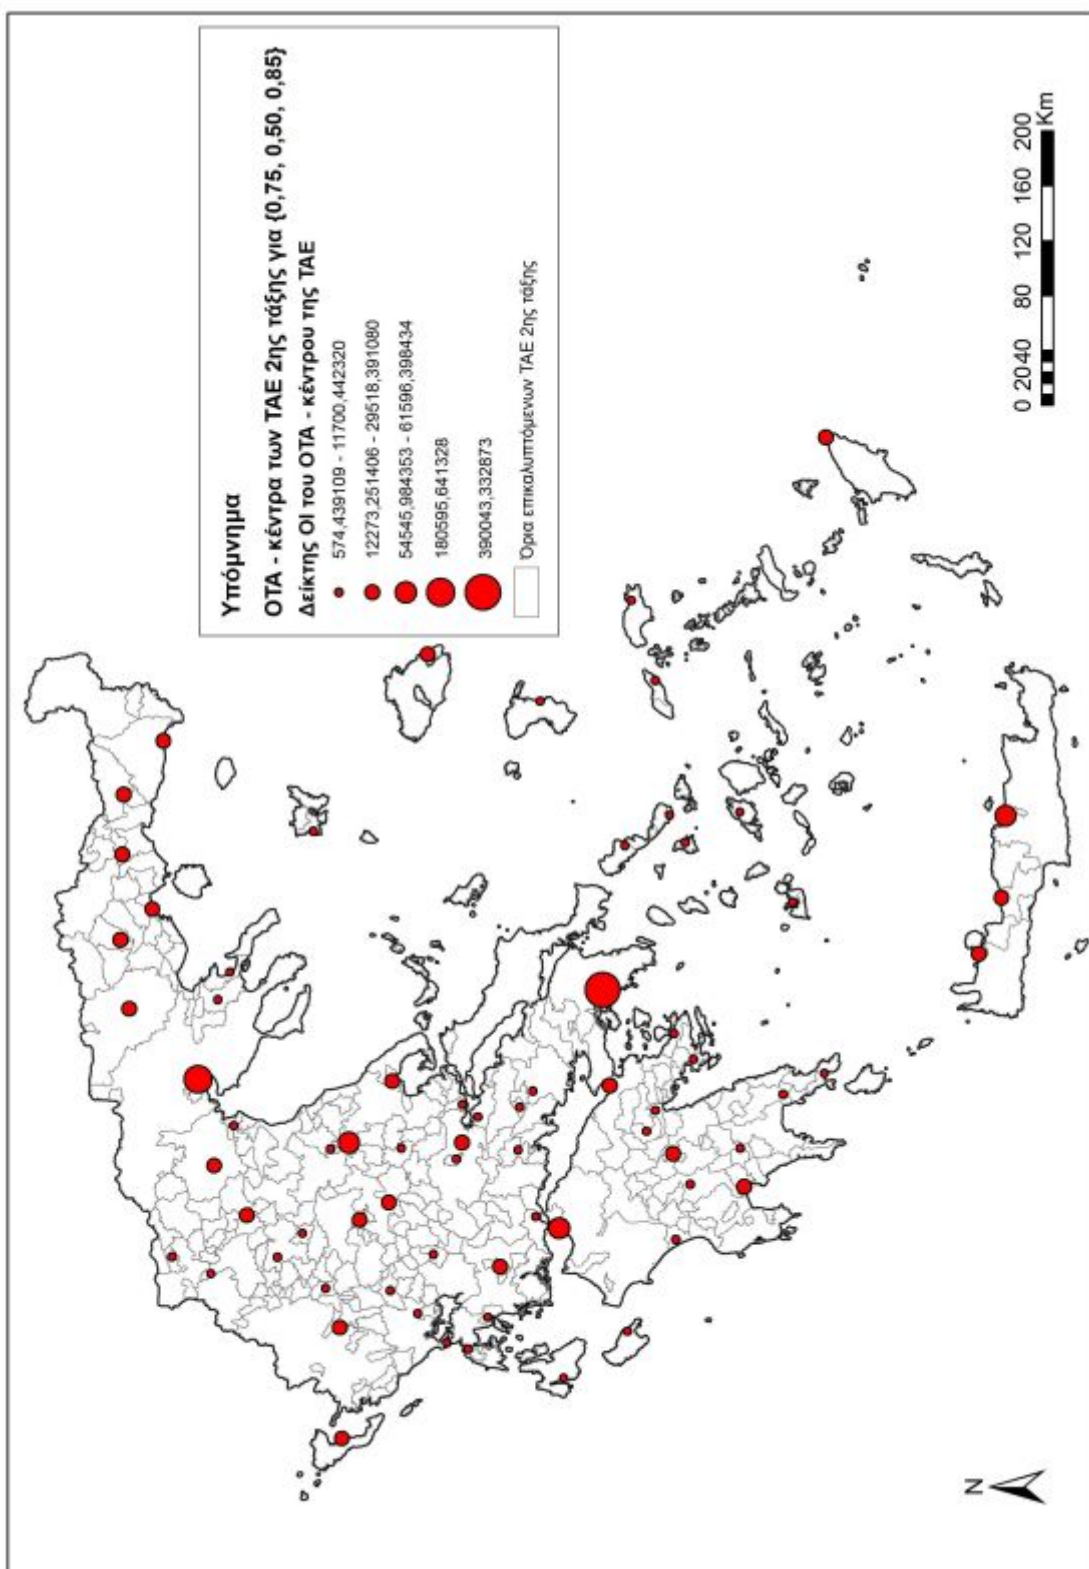 Υπόμνημα
ΟΤΑ - κέντρα των ΤΑΕ 2ης τάξης για {0,75, 0,50, 0,85}
Δείκτης ΟΙ του ΟΤΑ - κέντρου της ΤΑΕ
574,439109 - 11700,442320
12273,251406 - 29518,391080
54545,984353 - 61596,398434
180595,641328
390043,332873
Όρια επικαλυπτόμενων ΤΑΕ 2ης τάξης
N
0 20 40 80 120 160 200
Km